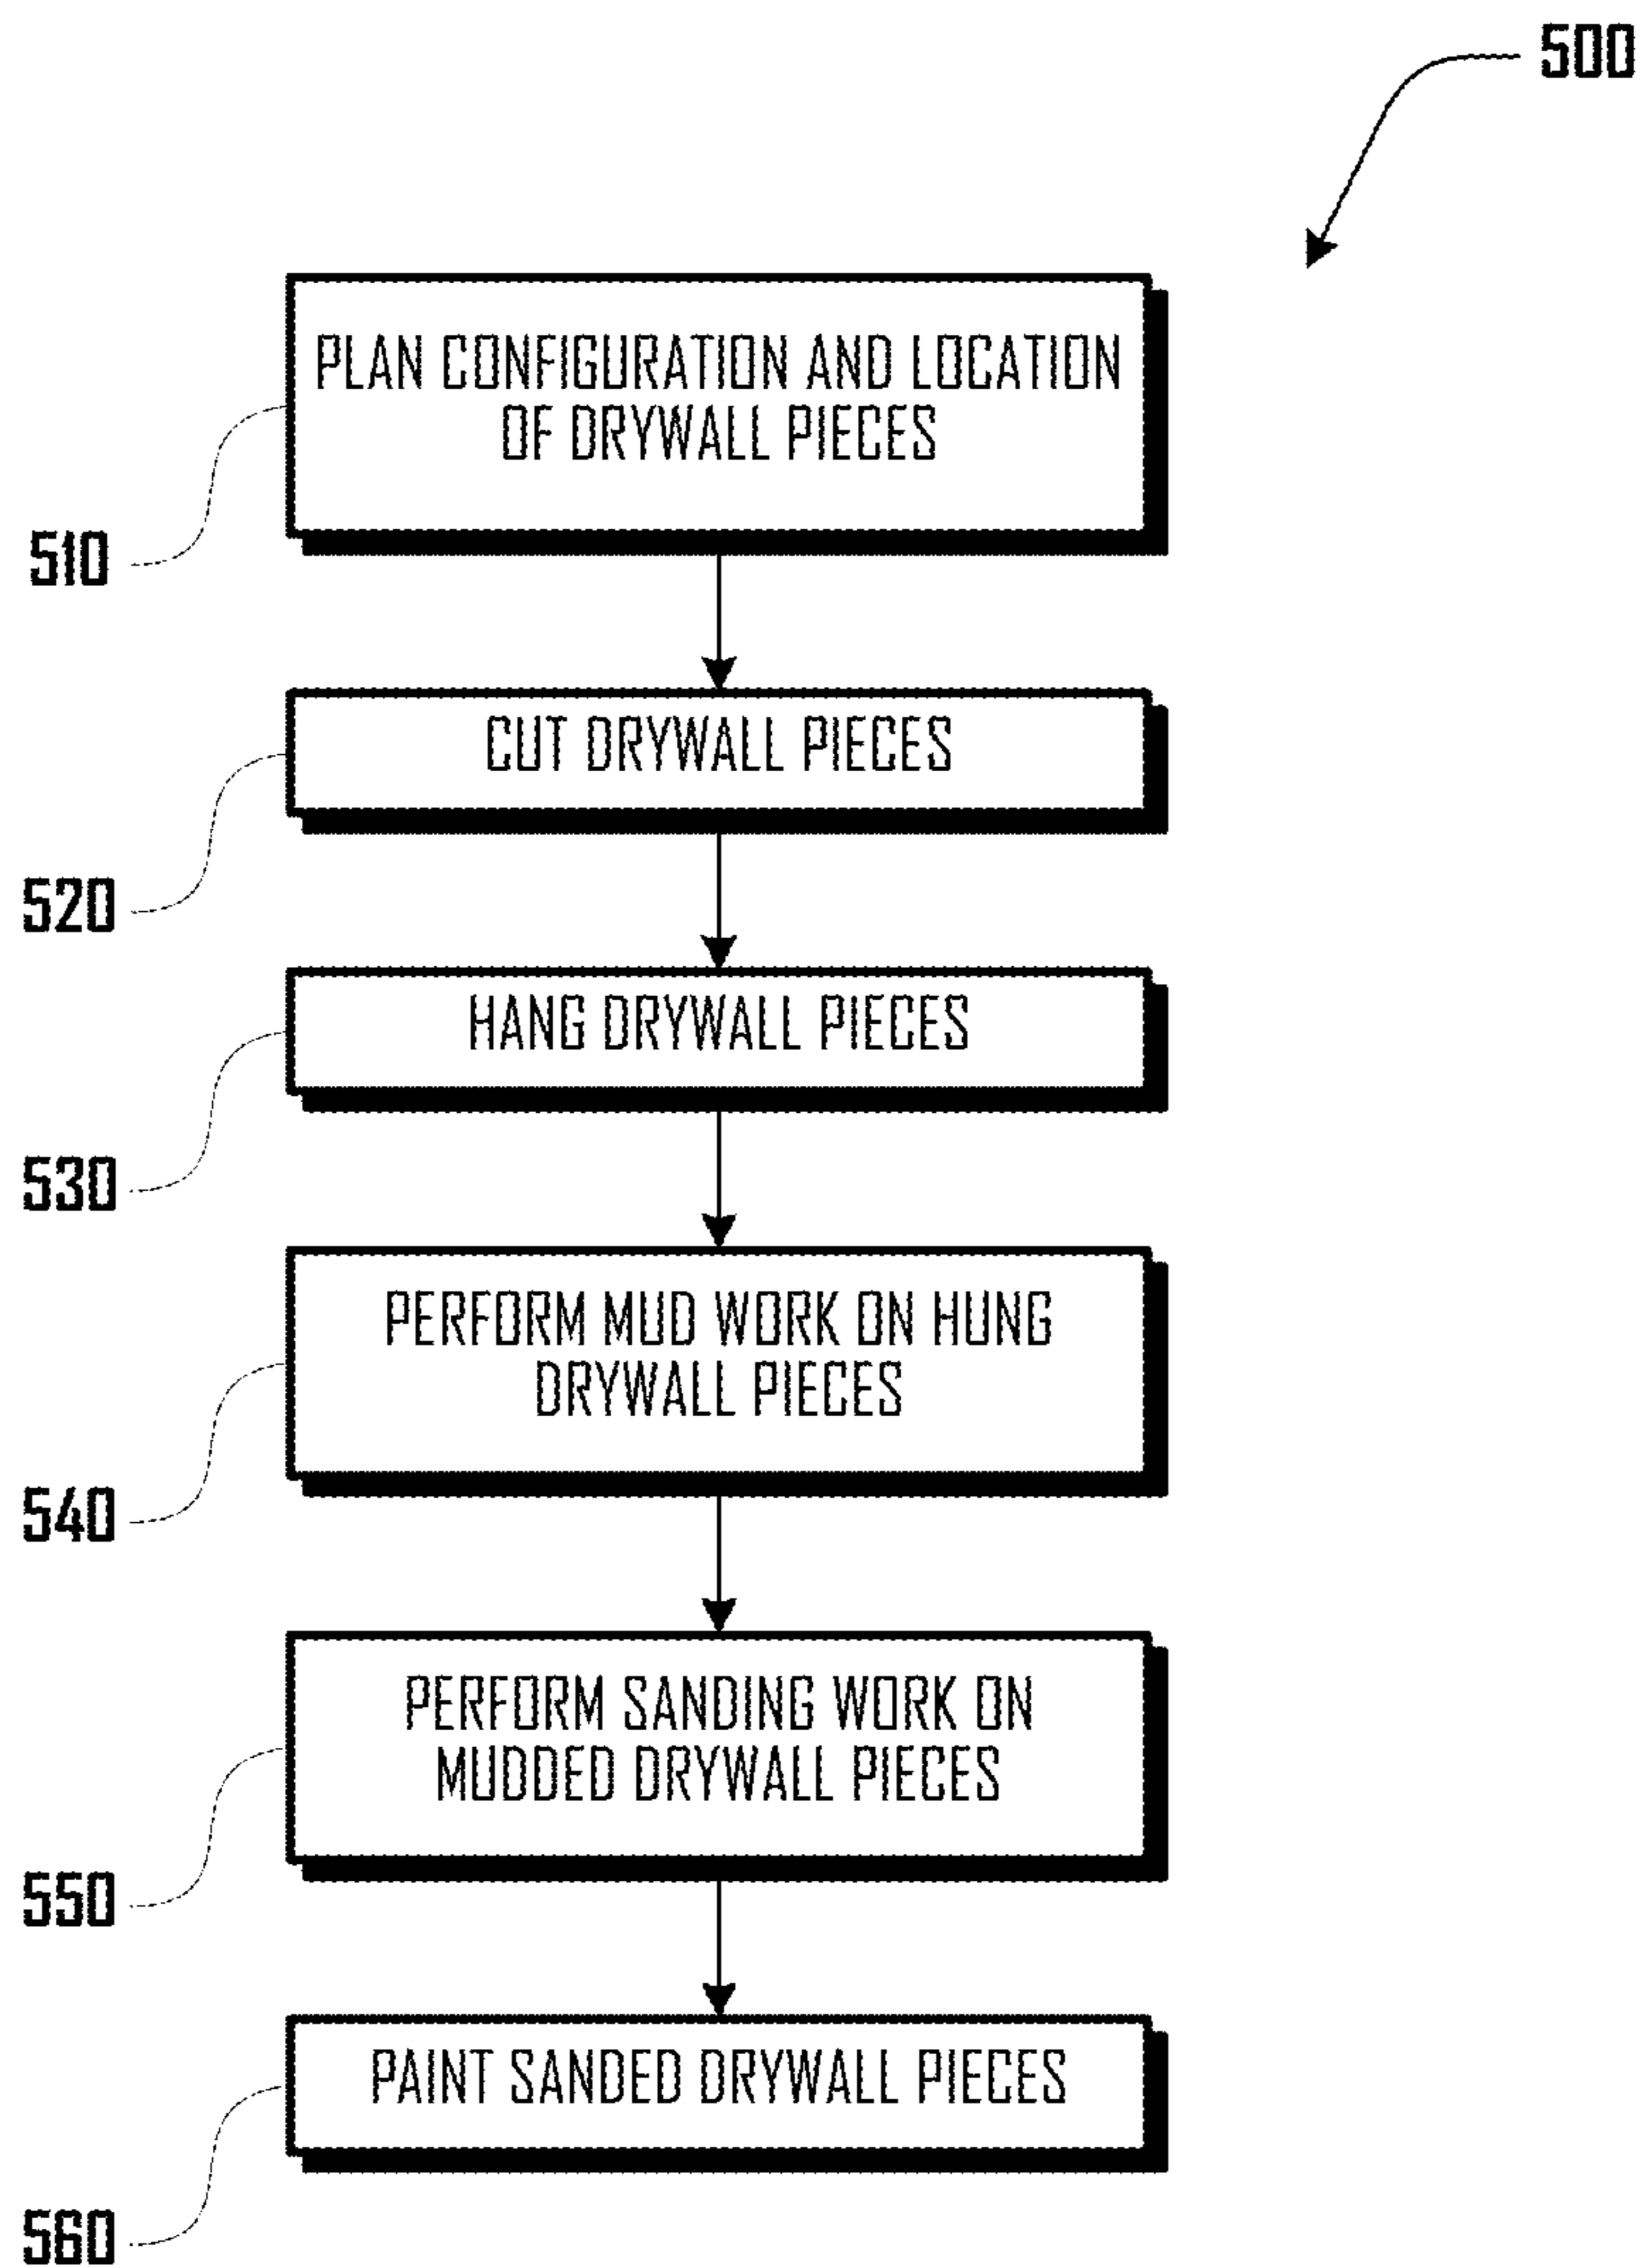 500
PLAN CONFIGURATION AND LOCATION
OF DRYWALL PIECES
510
CUT DRYWALL PIECES
520
HANG DRYWALL PIECES
530
PERFORM MUD WORK ON HUNG
DRYWALL PIECES
540
PERFORM SANDING WORK ON
MUDDED DRYWALL PIECES
550
PAINT SANDED DRYWALL PIECES
560